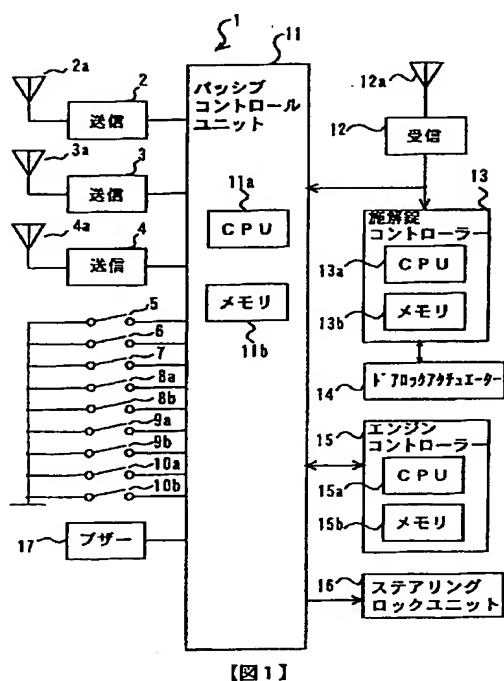 1
11
2a
2
送信
3a
3
送信
4a
4
送信
パッシブ
コントロール
ユニット
11a
CPU
メモリ
11b
12a
12
受信
13
施解錠
コントローラー
13a
CPU
13b
メモリ
14
ドアロックアクチュエーター
15
エンジン
コントローラー
15a
CPU
15b
メモリ
16
ステアリング
ロックユニット
5
6
7
8a
8b
9a
9b
10a
10b
17
ブザー
【図1】